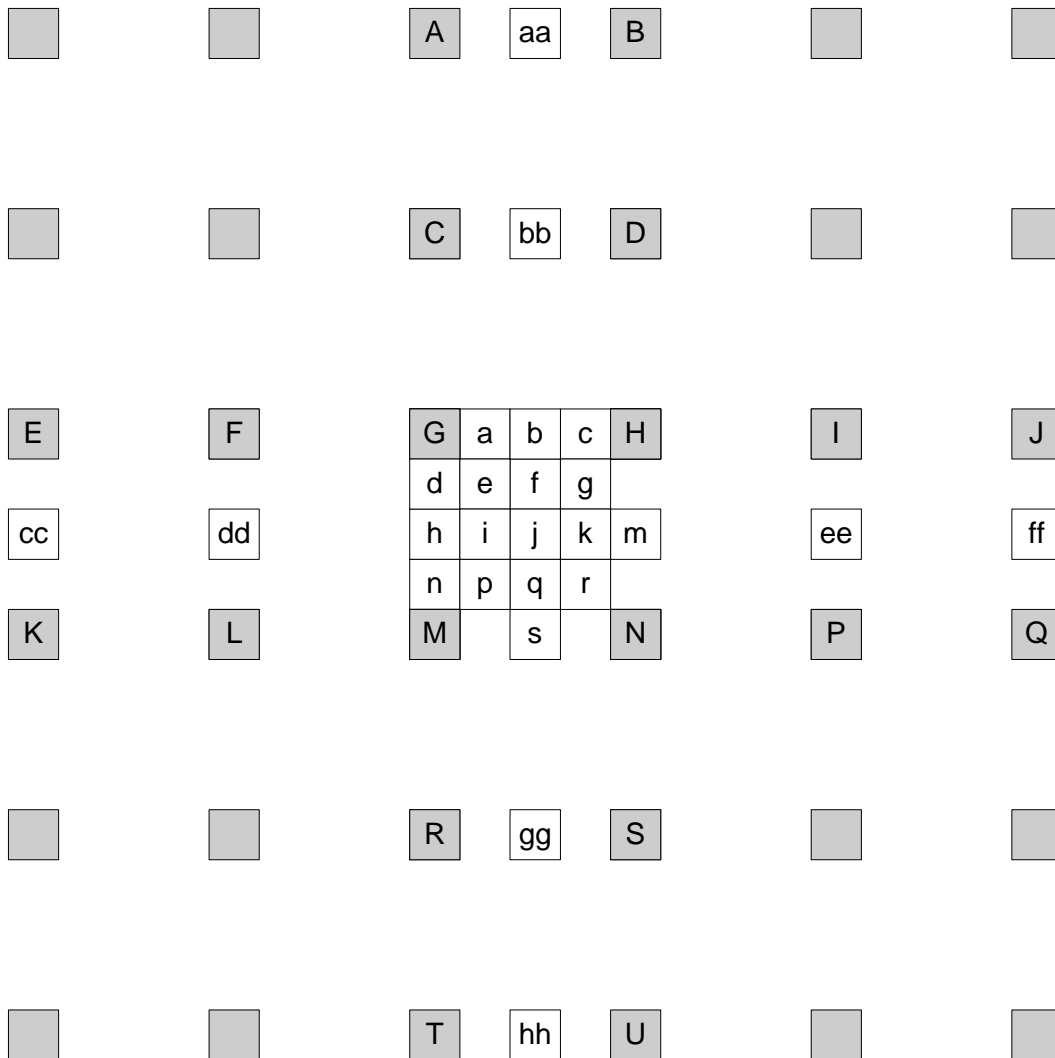 A aa B
C bb D
E F G a b c H I J
d e f g
cc dd h i j k m ee ff
n p q r
K L M s N P Q
R gg S
T hh U